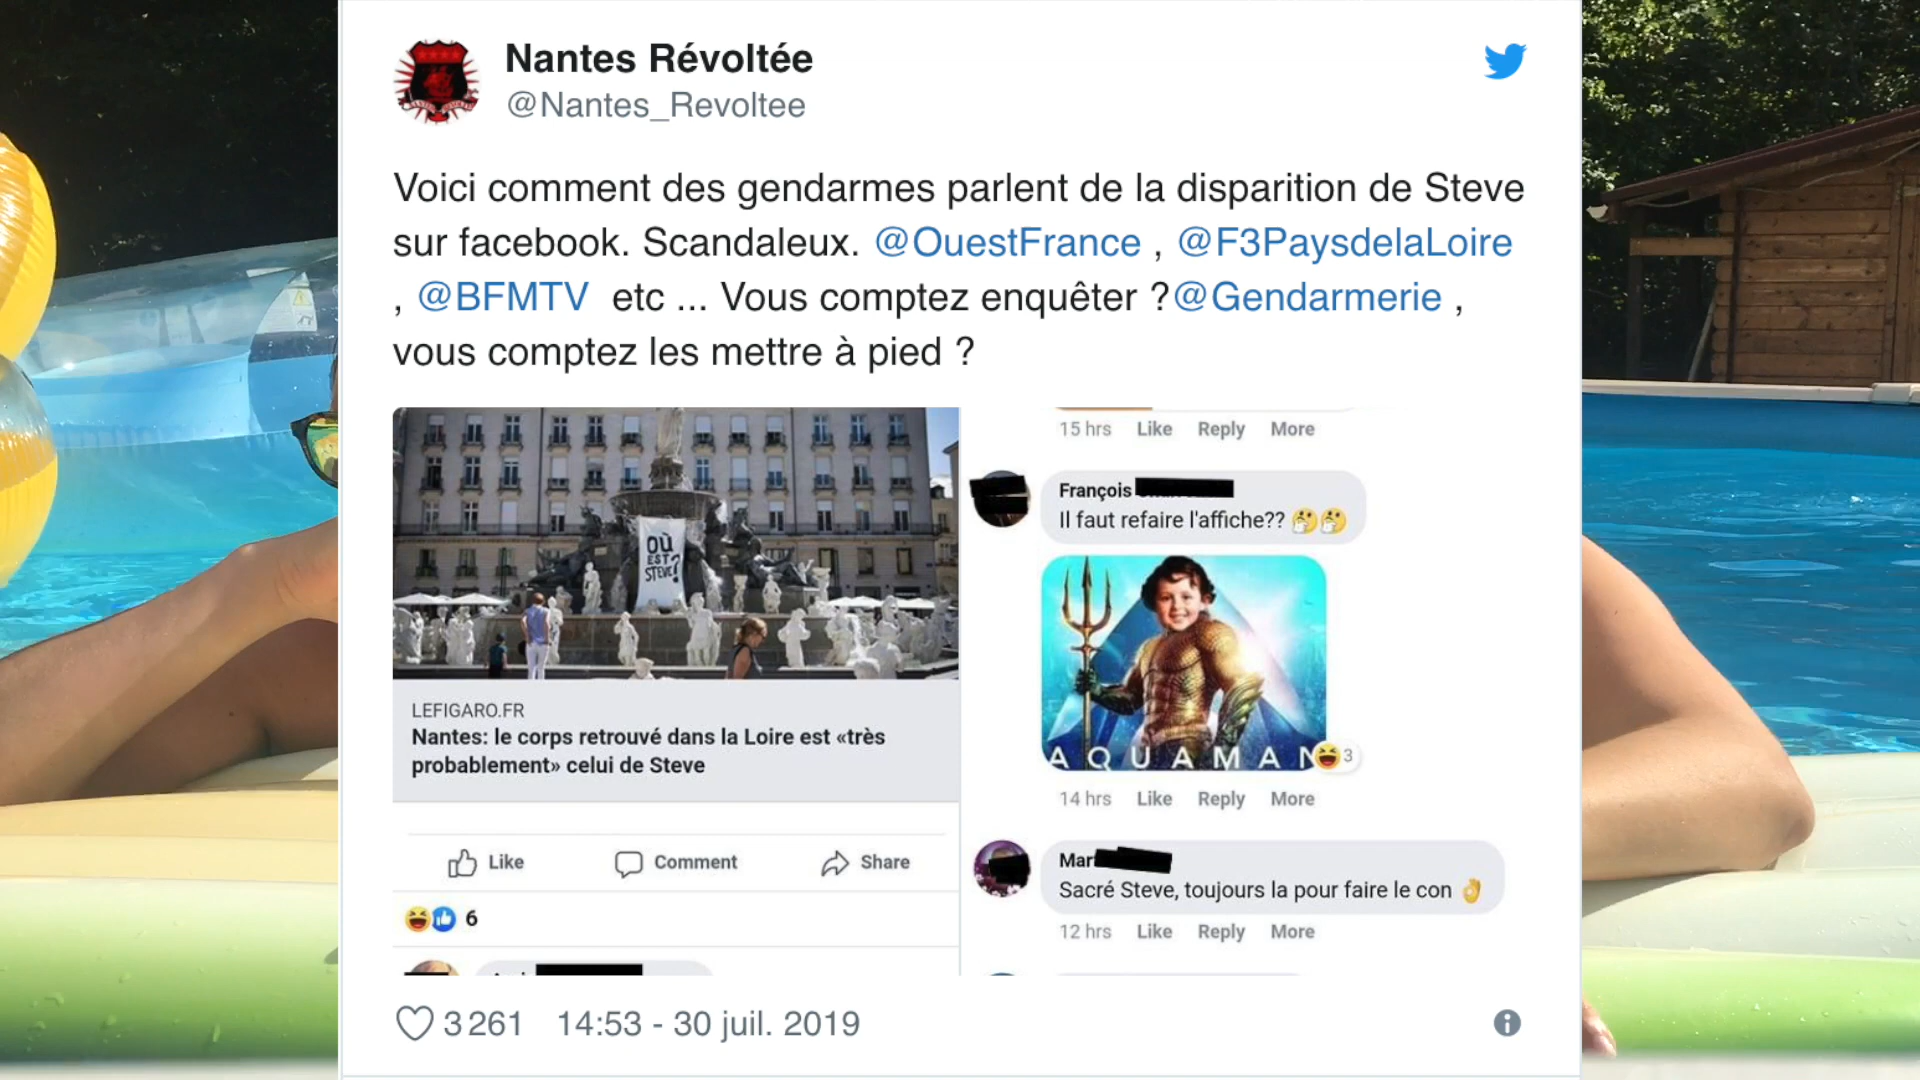 Nantes Révoltée
@Nantes_Revoltee
Voici comment des gendarmes parlent de la disparition de Steve
sur facebook. Scandaleux. @OuestFrance , @F3PaysdelaLoire
, @BFMTV etc ... Vous comptez enquêter ?@Gendarmerie ,
vous comptez les mettre à pied ?
OÙ
EST
STEVE?
LEFIGARO.FR
Nantes: le corps retrouvé dans la Loire est «très
probablement» celui de Steve
Like Comment Share
6
15 hrs Like Reply More
François
Il faut refaire l'affiche?? 🤔🤔
AQUAMAN
3
14 hrs Like Reply More
Mar
Sacré Steve, toujours la pour faire le con 👌
12 hrs Like Reply More
3 261 14:53 - 30 juil. 2019